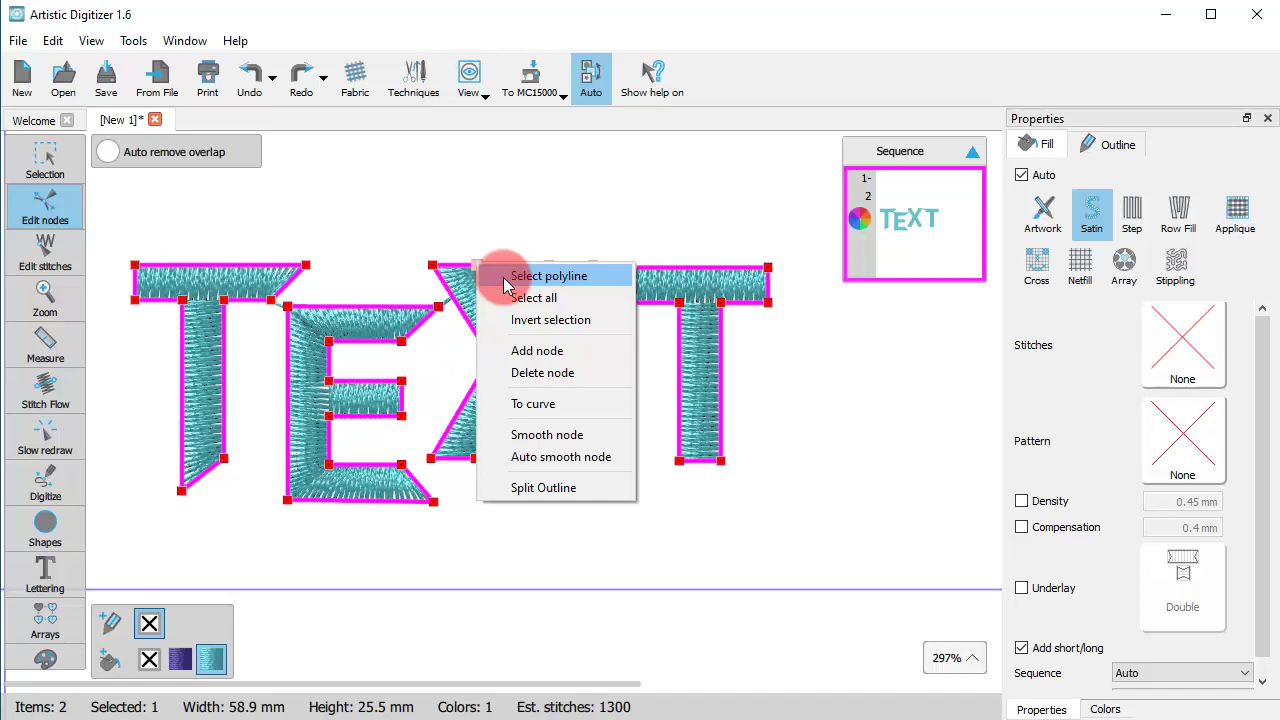 Artistic Digitizer 1.6
File Edit View Tools Window Help
New Open Save From File Print Undo Redo Fabric Techniques View To MC15000 Auto Show help on
Welcome [New 1]*
Auto remove overlap
Selection
Edit nodes
Edit stitches
Zoom
Measure
Stitch Flow
Slow redraw
Digitize
Shapes
Lettering
Arrays
TEXT
Select polyline
Select all
Invert selection
Add node
Delete node
To curve
Smooth node
Auto smooth node
Split Outline
Sequence
1-
2
TEXT
297%
Properties
Fill Outline
Auto
Artwork Satin Step Row Fill Applique
Cross Netfill Array Stippling
Stitches
None
Pattern
None
Density 0.45 mm
Compensation 0.4 mm
Underlay
Double
Add short/long
Sequence Auto
Properties Colors
Items: 2 Selected: 1 Width: 58.9 mm Height: 25.5 mm Colors: 1 Est. stitches: 1300